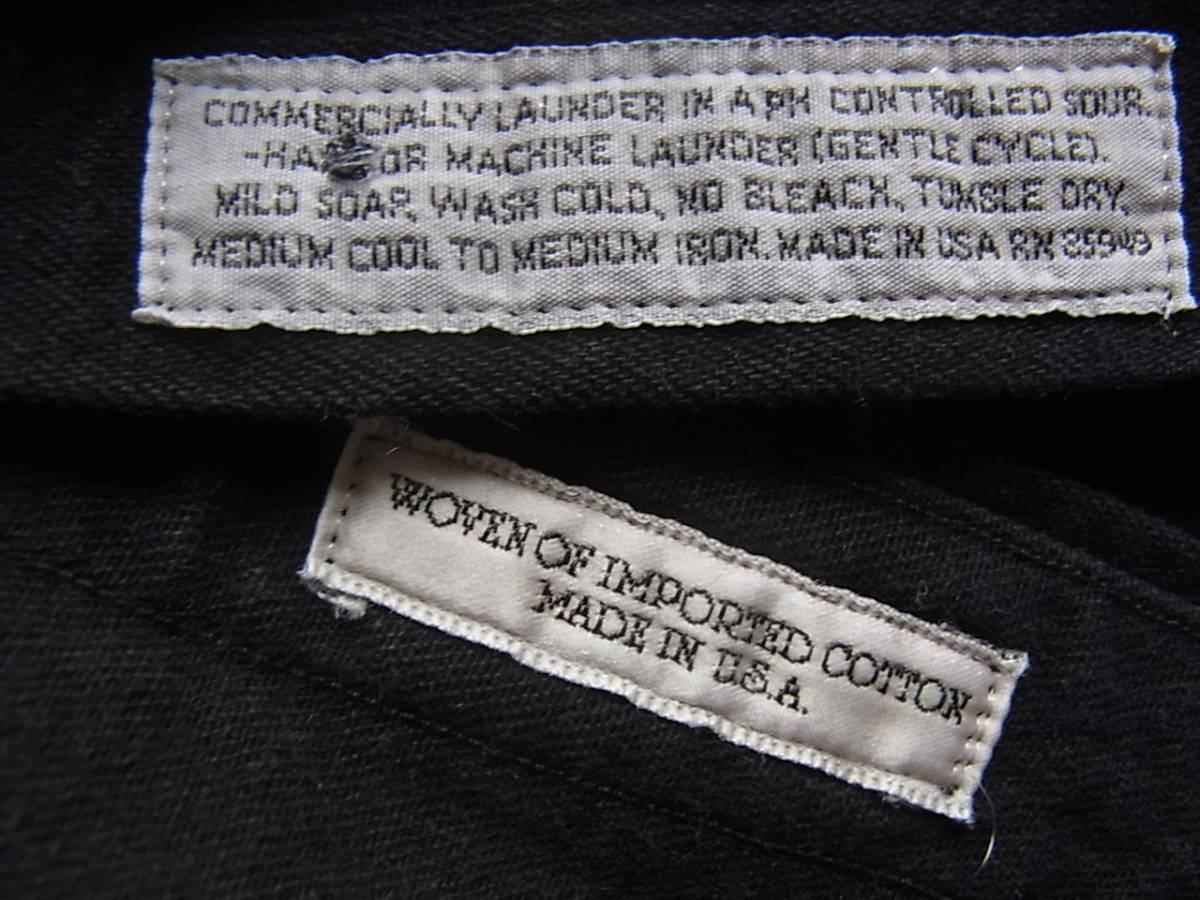 COMMERCIALLY LAUNDER IN A PH CONTROLLED SOUR.
-HAND OR MACHINE LAUNDER (GENTLE CYCLE).
MILD SOAP, WASH COLD, NO BLEACH, TUMBLE DRY,
MEDIUM COOL TO MEDIUM IRON. MADE IN USA RN
WOVEN OF IMPORTED COTTON
MADE IN U.S.A.